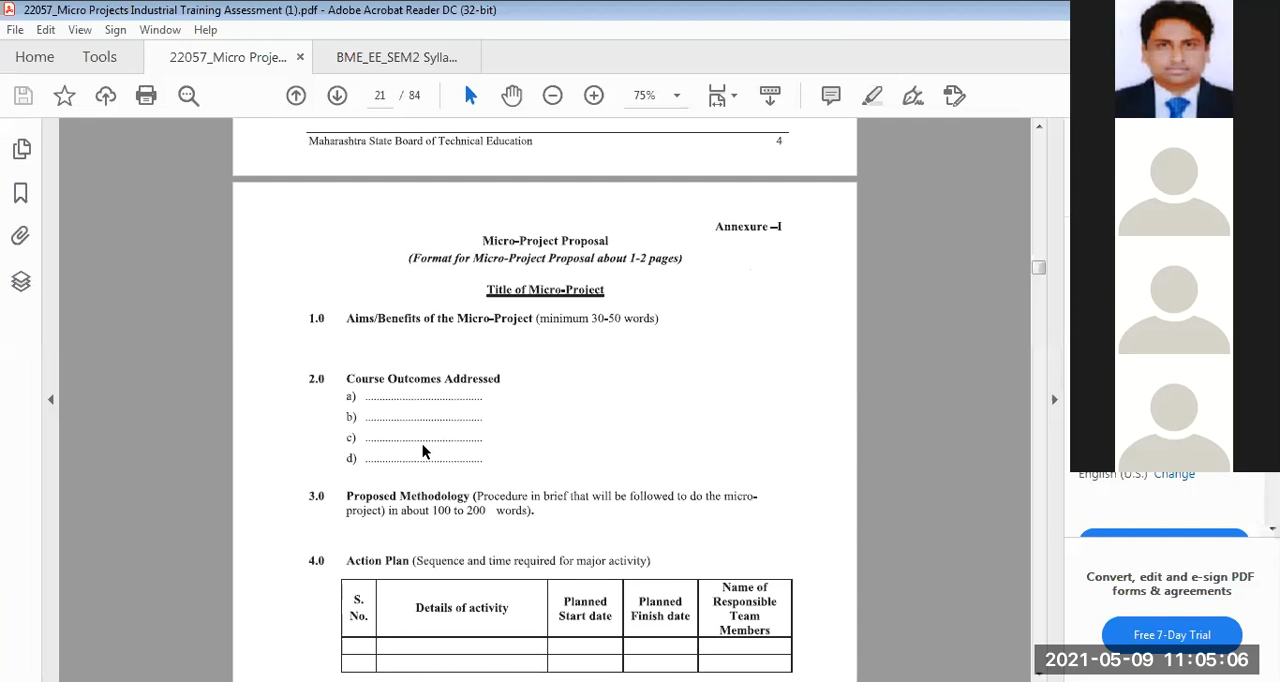 22057_Micro Projects Industrial Training Assessment (1).pdf - Adobe Acrobat Reader DC (32-bit)
File Edit View Sign Window Help
Home Tools 22057_Micro Proje... × BME_EE_SEM2 Sylla...
21 / 84 75%
Maharashtra State Board of Technical Education 4
Annexure –I
Micro-Project Proposal
(Format for Micro-Project Proposal about 1-2 pages)
Title of Micro-Project
1.0 Aims/Benefits of the Micro-Project (minimum 30-50 words)
2.0 Course Outcomes Addressed
a) ..........................................
b) ..........................................
c) ..........................................
d) ..........................................
3.0 Proposed Methodology (Procedure in brief that will be followed to do the micro-
project) in about 100 to 200 words).
4.0 Action Plan (Sequence and time required for major activity)
S. No. Details of activity Planned Start date Planned Finish date Name of Responsible Team Members
English (U.S.) Change
Convert, edit and e-sign PDF
forms & agreements
Free 7-Day Trial
2021-05-09 11:05:06